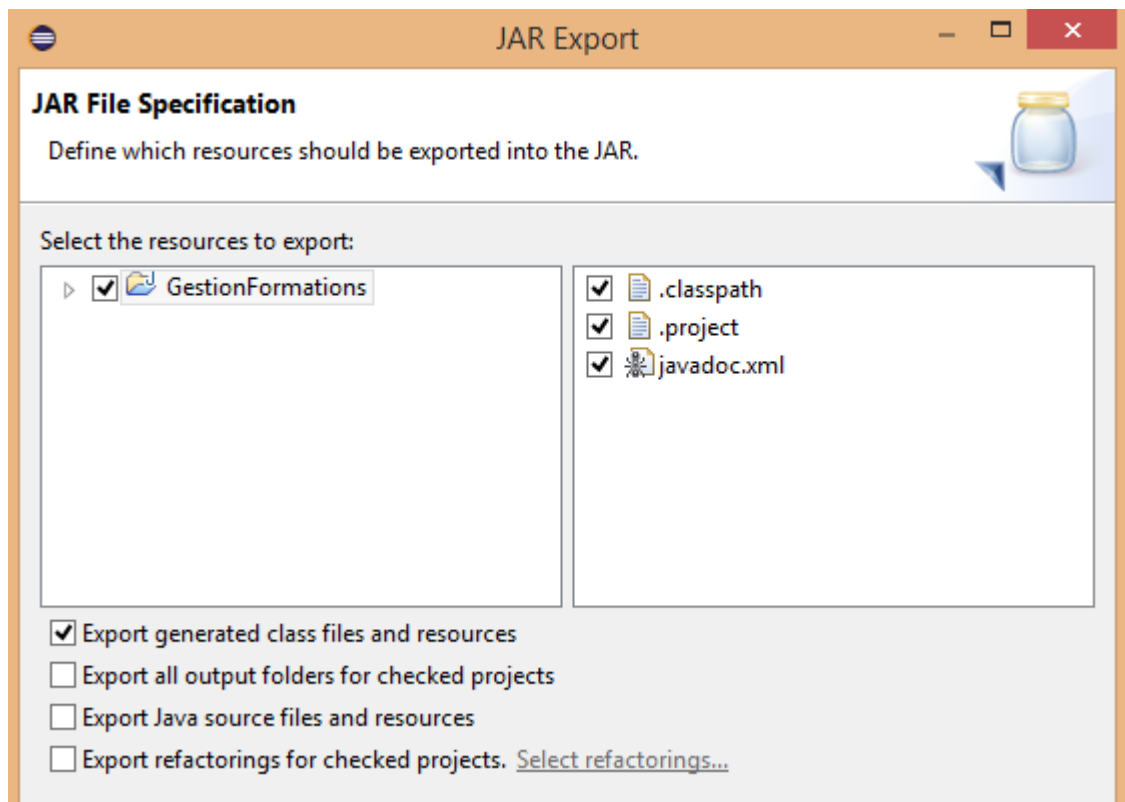 JAR Export
JAR File Specification
Define which resources should be exported into the JAR.
Select the resources to export:
GestionFormations
.classpath
.project
javadoc.xml
Export generated class files and resources
Export all output folders for checked projects
Export Java source files and resources
Export refactorings for checked projects. Select refactorings...